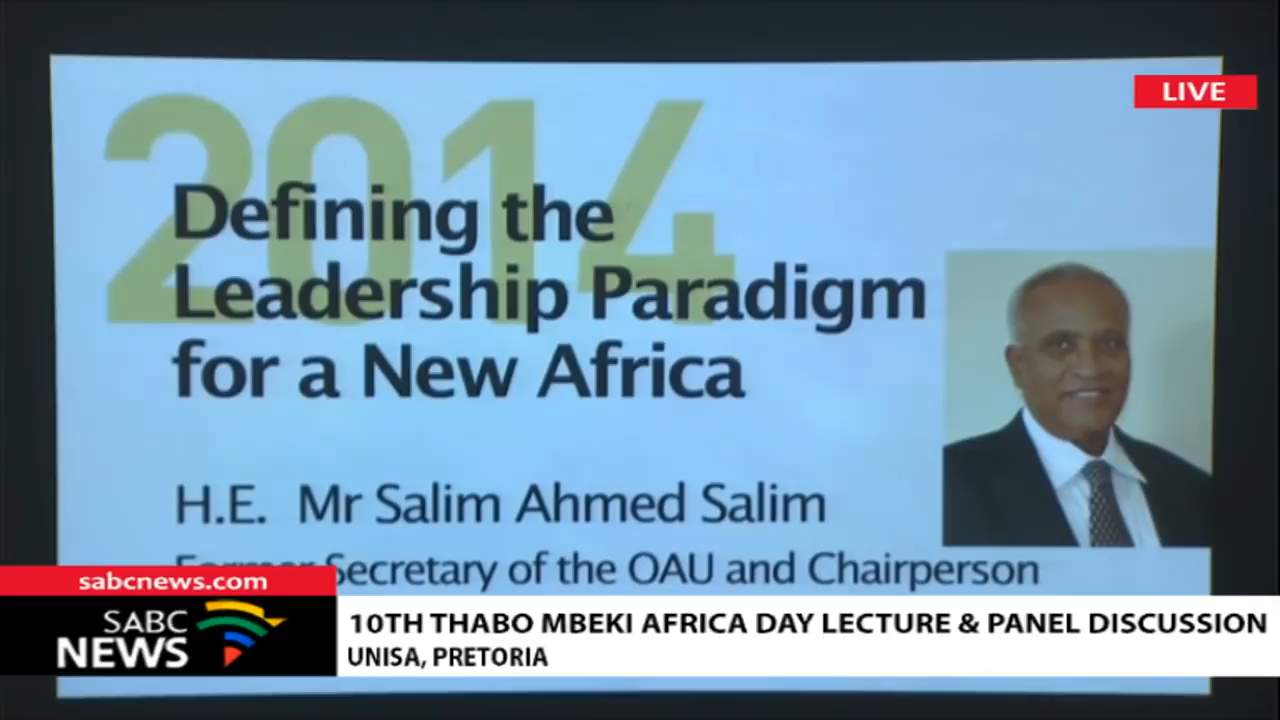 LIVE
2014
Defining the
Leadership Paradigm
for a New Africa
H.E. Mr Salim Ahmed Salim
Former Secretary of the OAU and Chairperson
sabcnews.com
SABC
NEWS
10TH THABO MBEKI AFRICA DAY LECTURE & PANEL DISCUSSION
UNISA, PRETORIA